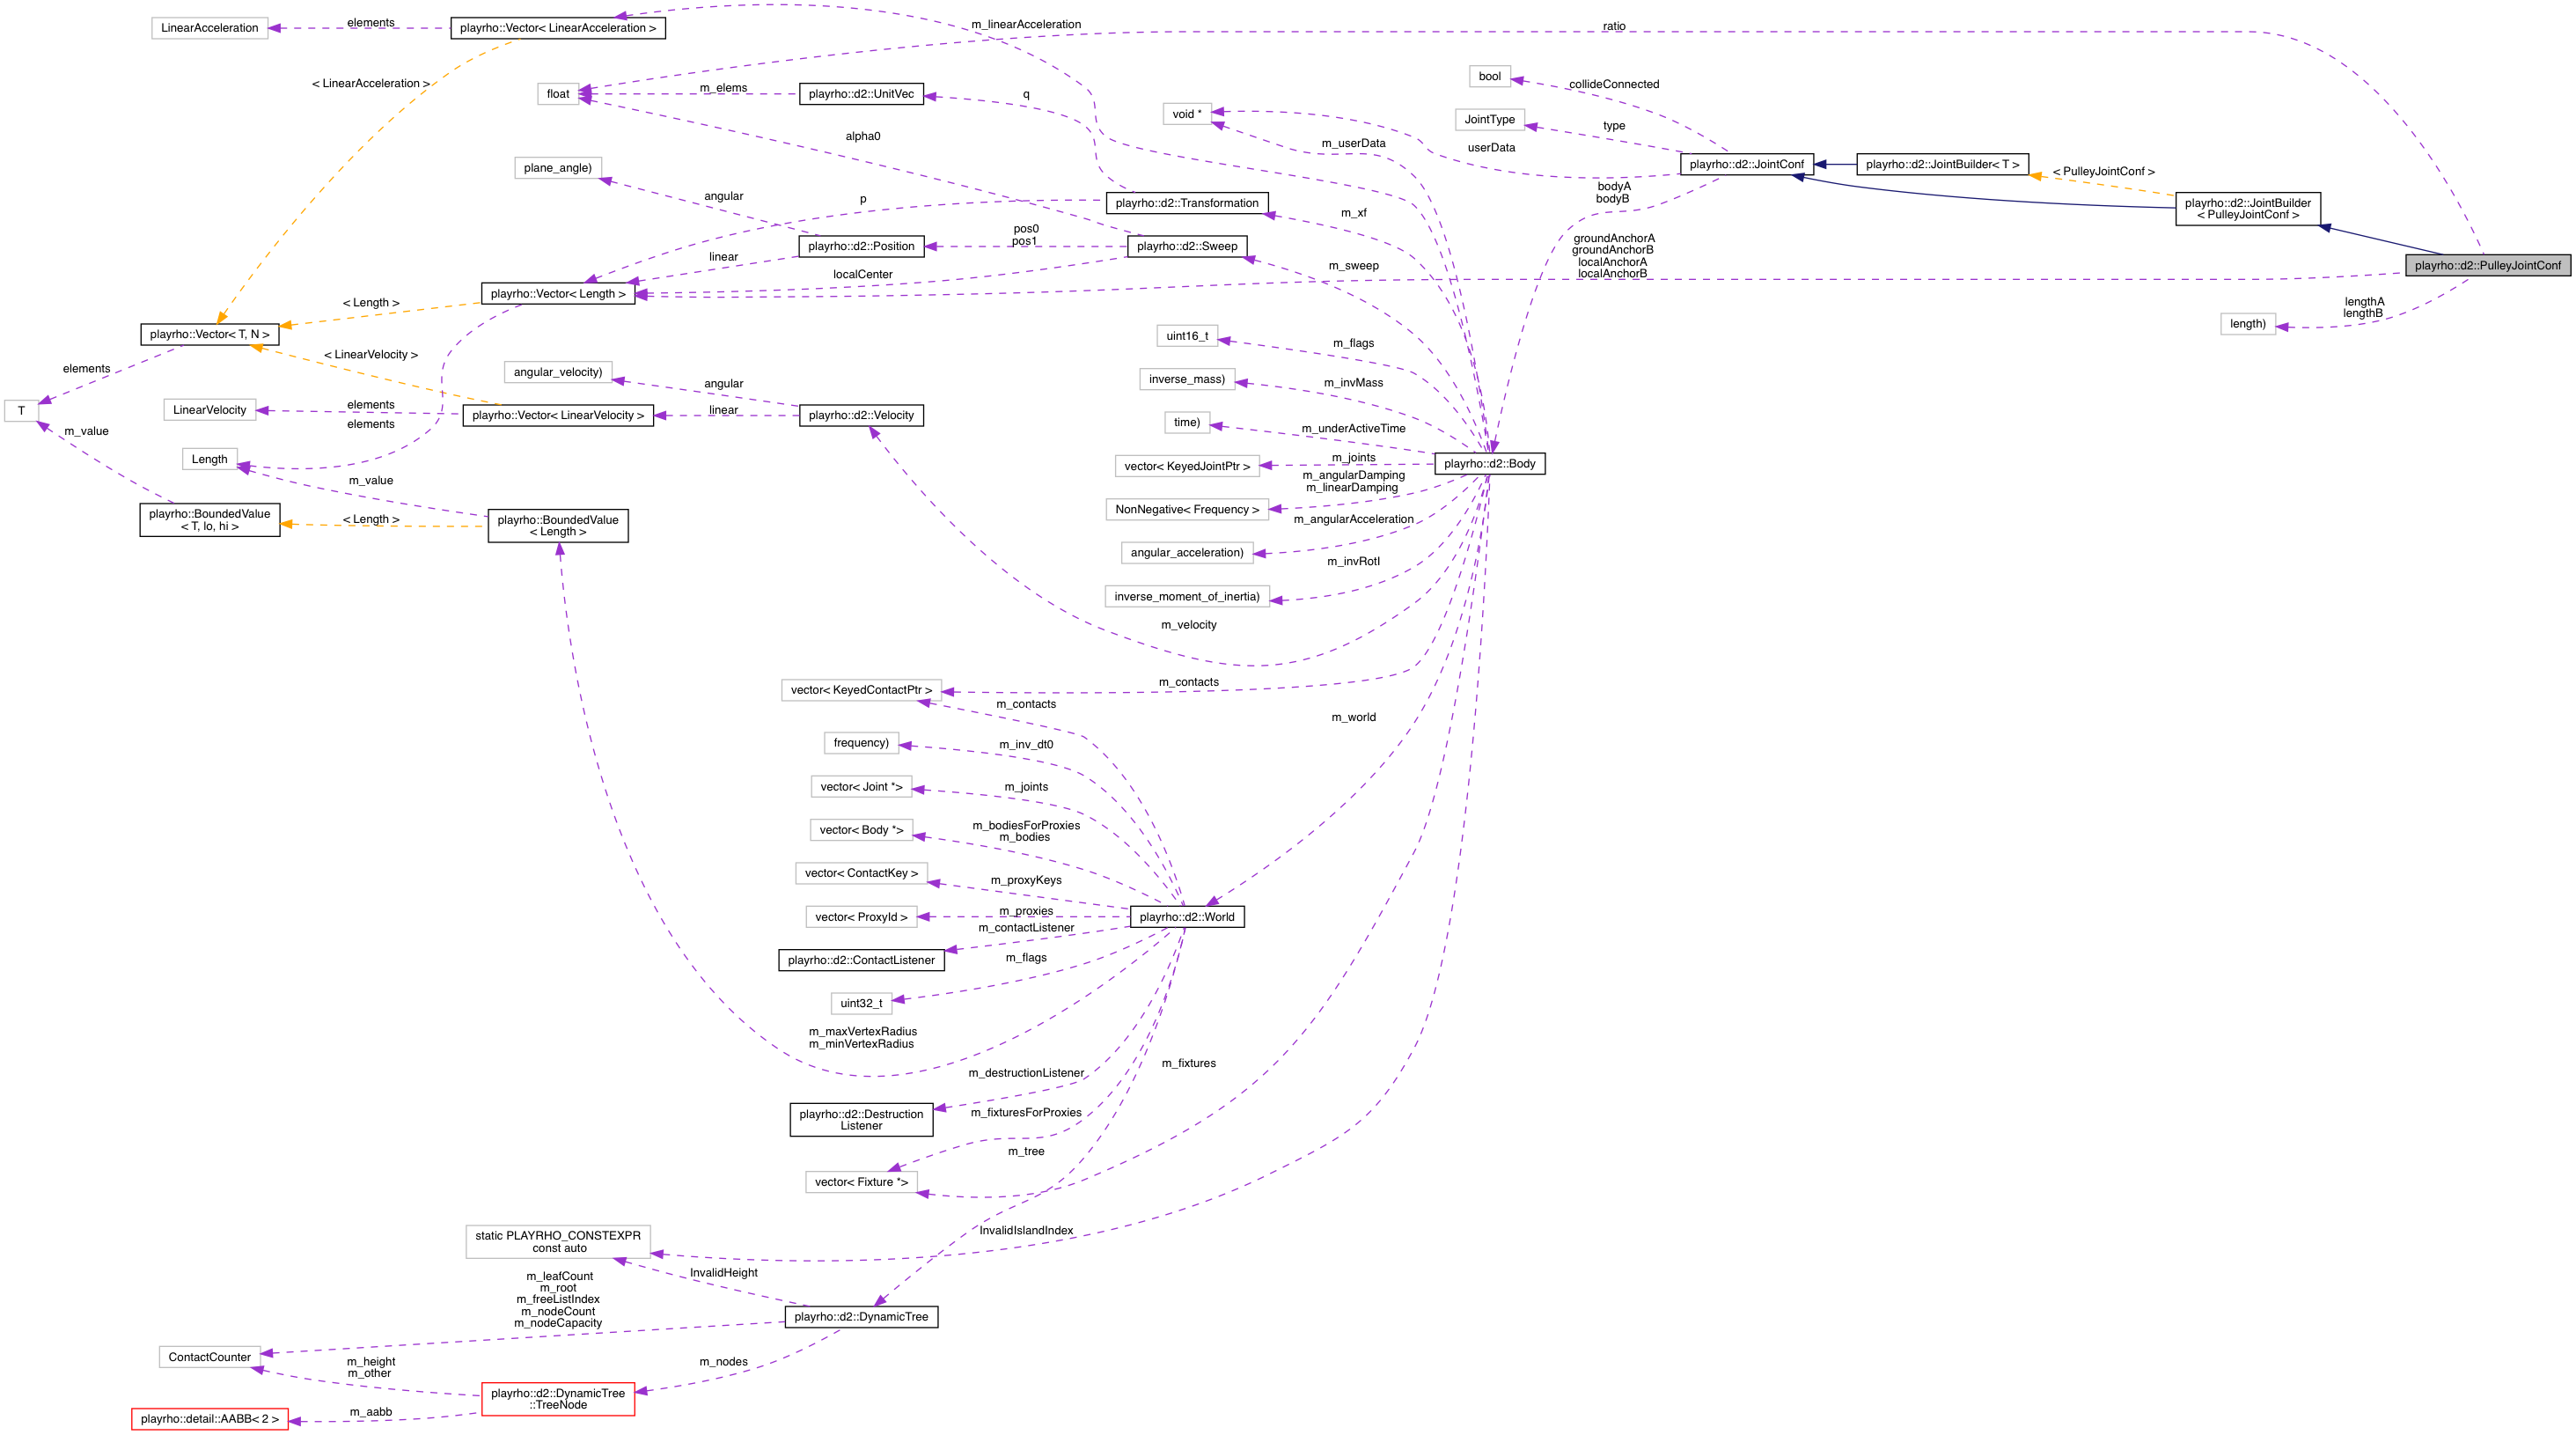 LinearAcceleration
elements
playrho::Vector< LinearAcceleration >
m_linearAcceleration
ratio
< LinearAcceleration >
float
m_elems
playrho::d2::UnitVec
q
void *
bool
collideConnected
JointType
type
alpha0
m_userData
userData
playrho::d2::JointConf
playrho::d2::JointBuilder< T >
< PulleyJointConf >
plane_angle)
angular
p
playrho::d2::Transformation
m_xf
bodyA
bodyB
playrho::d2::JointBuilder
< PulleyJointConf >
playrho::d2::Position
pos0
pos1
playrho::d2::Sweep
m_sweep
groundAnchorA
groundAnchorB
localAnchorA
localAnchorB
playrho::d2::PulleyJointConf
linear
localCenter
playrho::Vector< Length >
< Length >
lengthA
lengthB
length)
playrho::Vector< T, N >
< LinearVelocity >
uint16_t
m_flags
elements
angular_velocity)
angular
inverse_mass)
m_invMass
T
LinearVelocity
elements
playrho::Vector< LinearVelocity >
linear
playrho::d2::Velocity
time)
m_underActiveTime
elements
m_value
Length
vector< KeyedJointPtr >
m_joints
playrho::d2::Body
m_value
m_angularDamping
m_linearDamping
NonNegative< Frequency >
playrho::BoundedValue
< T, lo, hi >
< Length >
playrho::BoundedValue
< Length >
m_angularAcceleration
angular_acceleration)
m_invRotI
inverse_moment_of_inertia)
m_velocity
vector< KeyedContactPtr >
m_contacts
m_contacts
m_world
frequency)
m_inv_dt0
vector< Joint *>
m_joints
vector< Body *>
m_bodiesForProxies
m_bodies
vector< ContactKey >
m_proxyKeys
vector< ProxyId >
m_proxies
playrho::d2::World
m_contactListener
playrho::d2::ContactListener
m_flags
uint32_t
m_maxVertexRadius
m_minVertexRadius
m_fixtures
m_destructionListener
playrho::d2::Destruction
Listener
m_fixturesForProxies
m_tree
vector< Fixture *>
static PLAYRHO_CONSTEXPR
const auto
InvalidIslandIndex
InvalidHeight
m_leafCount
m_root
m_freeListIndex
m_nodeCount
m_nodeCapacity
playrho::d2::DynamicTree
ContactCounter
m_height
m_other
m_nodes
playrho::d2::DynamicTree
::TreeNode
playrho::detail::AABB< 2 >
m_aabb